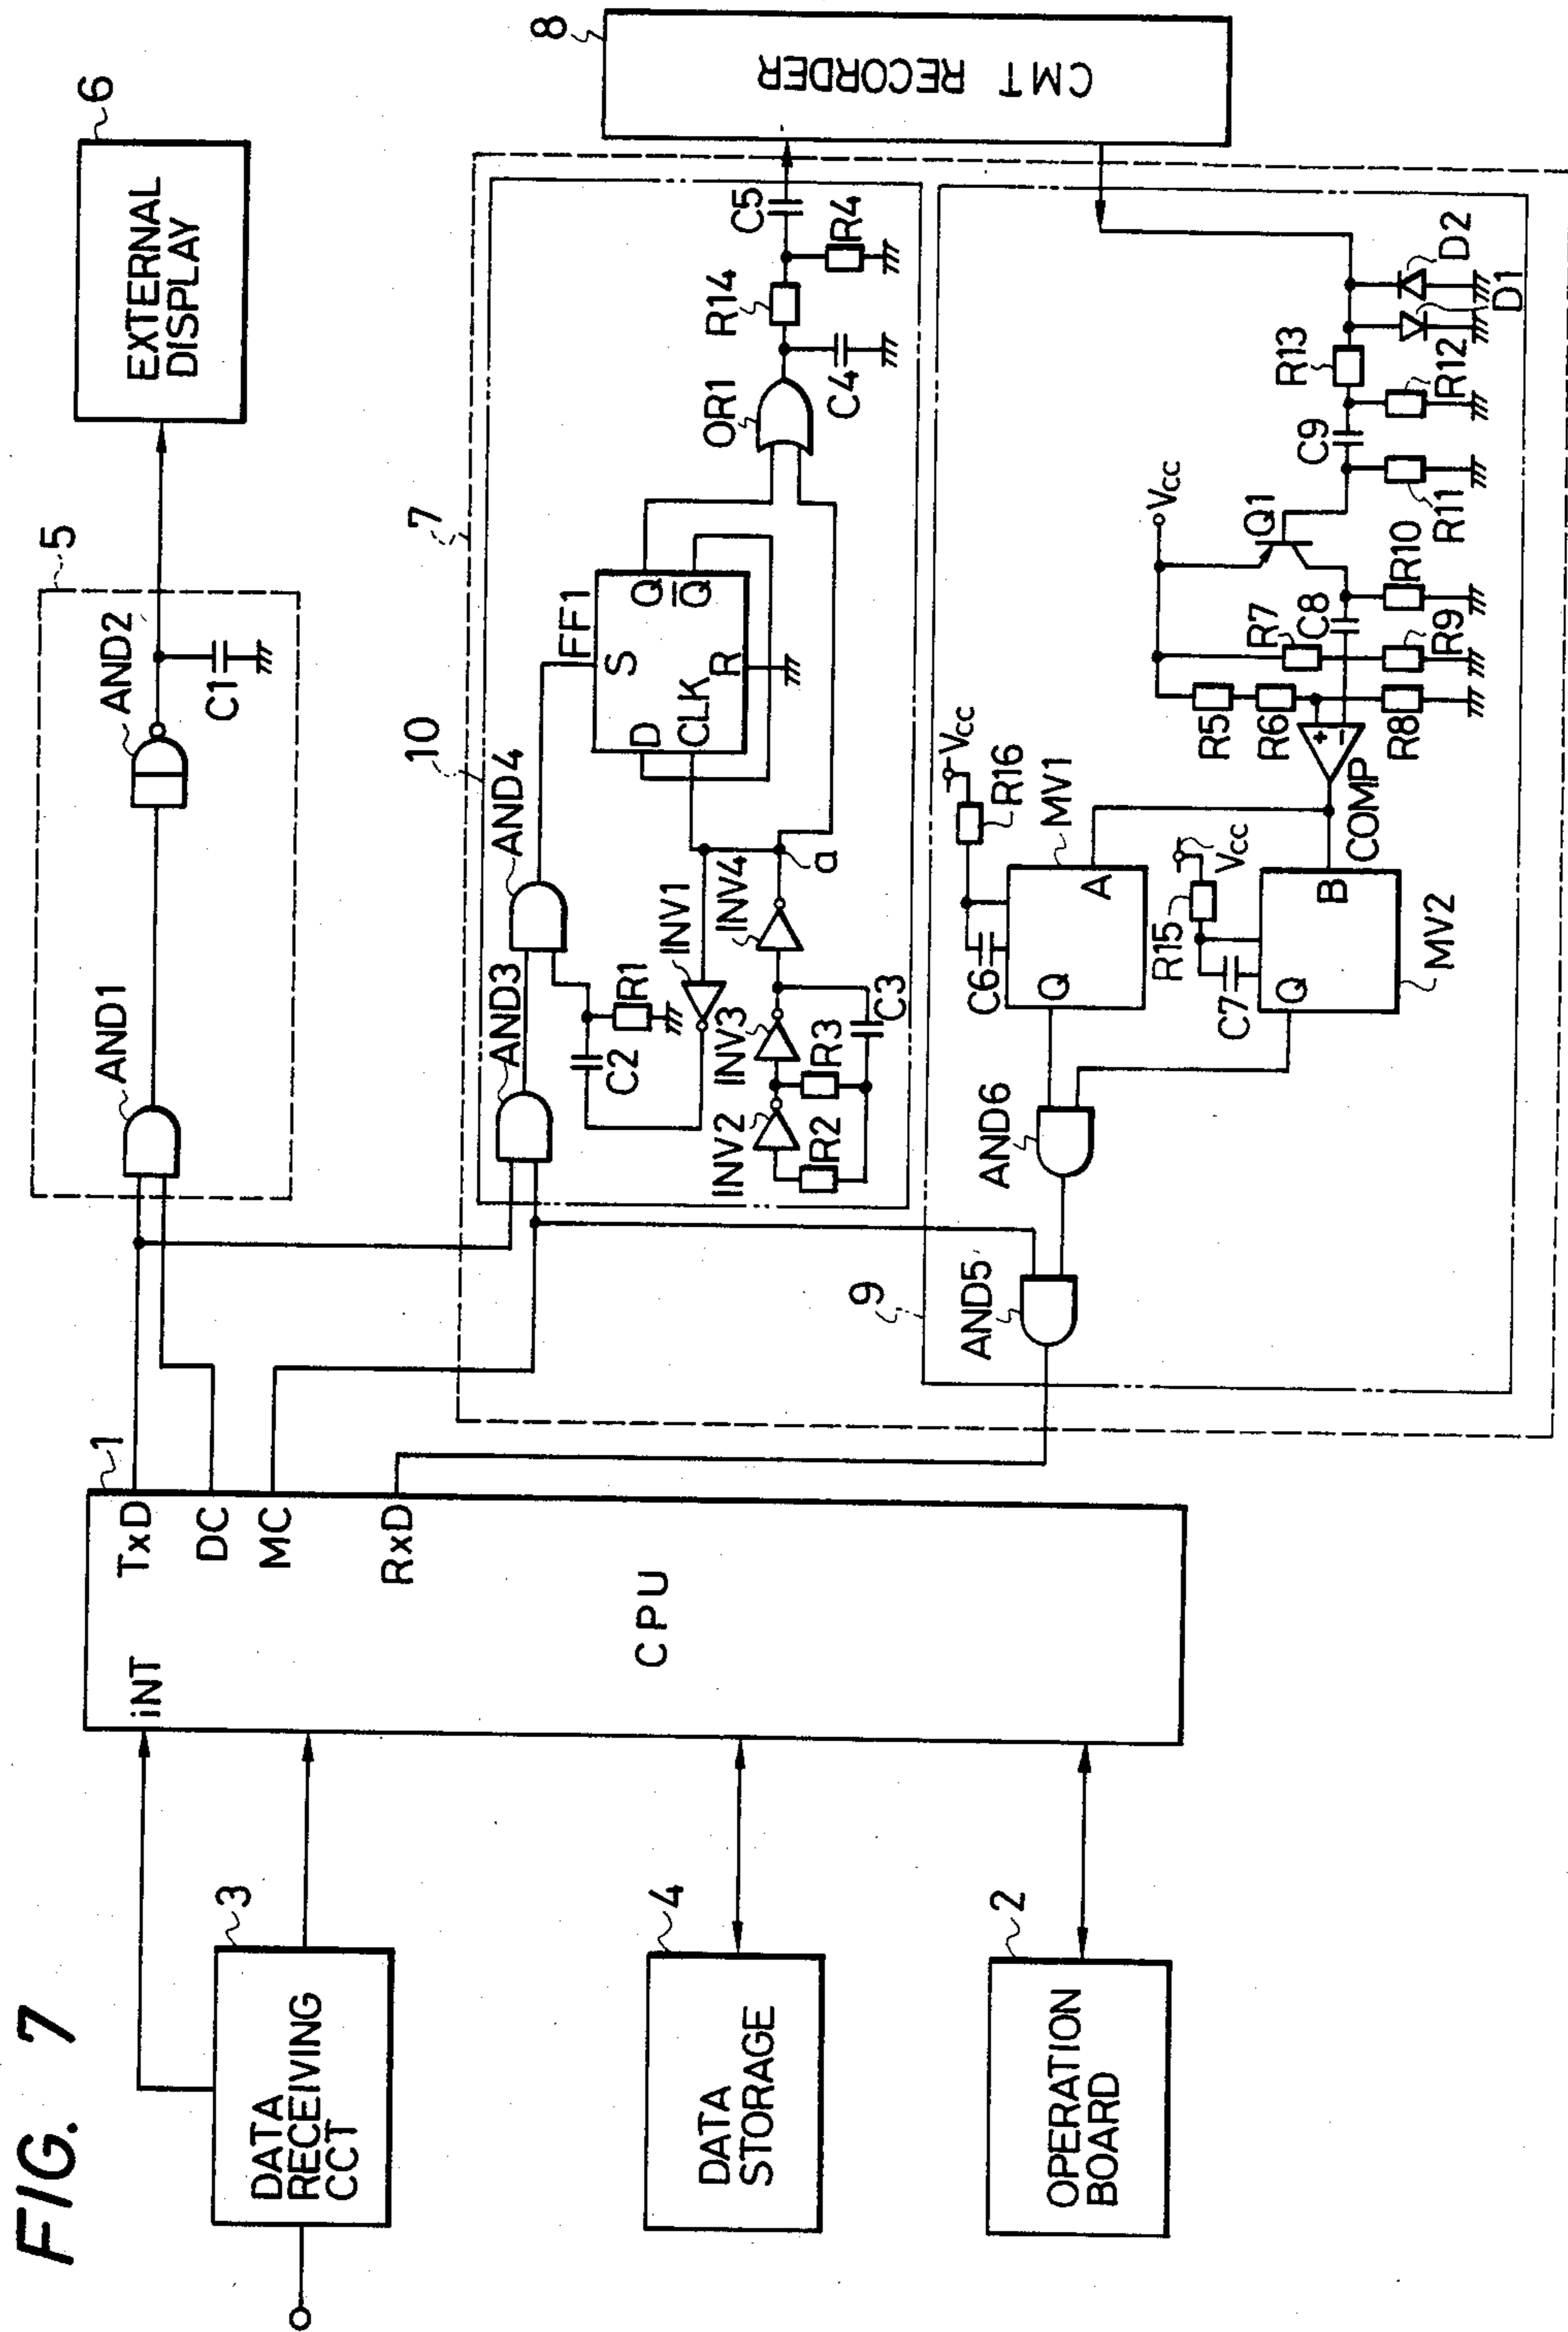 FIG. 7
DATA
RECEIVING
CCT
3
DATA
STORAGE
4
OPERATION
BOARD
2
iNT
TxD
DC
MC
RxD
CPU
1
AND1
AND2
C1
5
EXTERNAL
DISPLAY
6
7
10
AND3
AND4
C2
R1
INV1
INV2
INV3
INV4
R2
R3
C3
a
FF1
S
D
CLK
R
Q
Q̅
OR1
C4
R14
R4
C5
CMT RECORDER
8
9
AND5
AND6
C6
R16
Vcc
MV1
Q
A
R15
Vcc
C7
Q
B
MV2
COMP
+
−
R5
R6
R8
R7
R9
C8
R10
Vcc
Q1
R11
C9
R12
R13
D1
D2